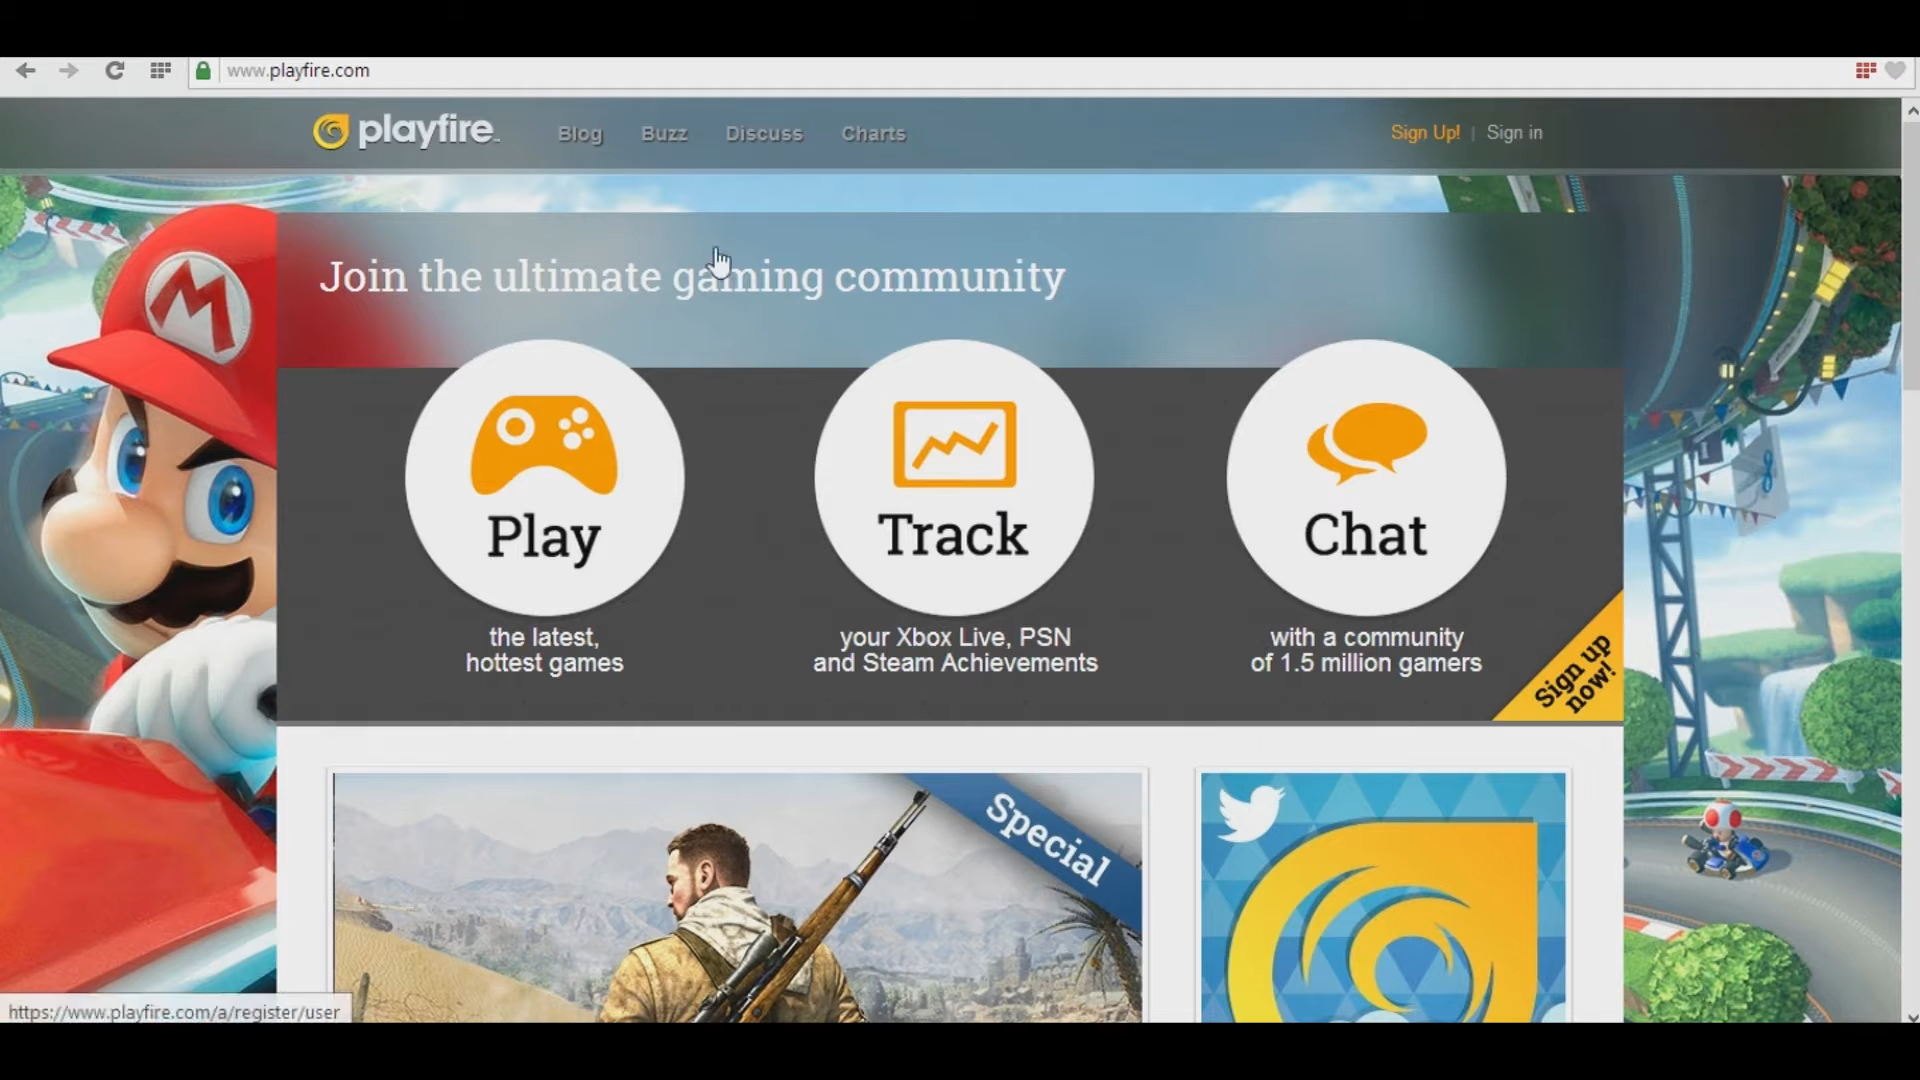 www.playfire.com
playfire
Blog Buzz Discuss Charts
Sign Up! | Sign in
Join the ultimate gaming community
Play
the latest,
hottest games
Track
your Xbox Live, PSN
and Steam Achievements
Chat
with a community
of 1.5 million gamers
Sign up
now!
M
Special
https://www.playfire.com/a/register/user